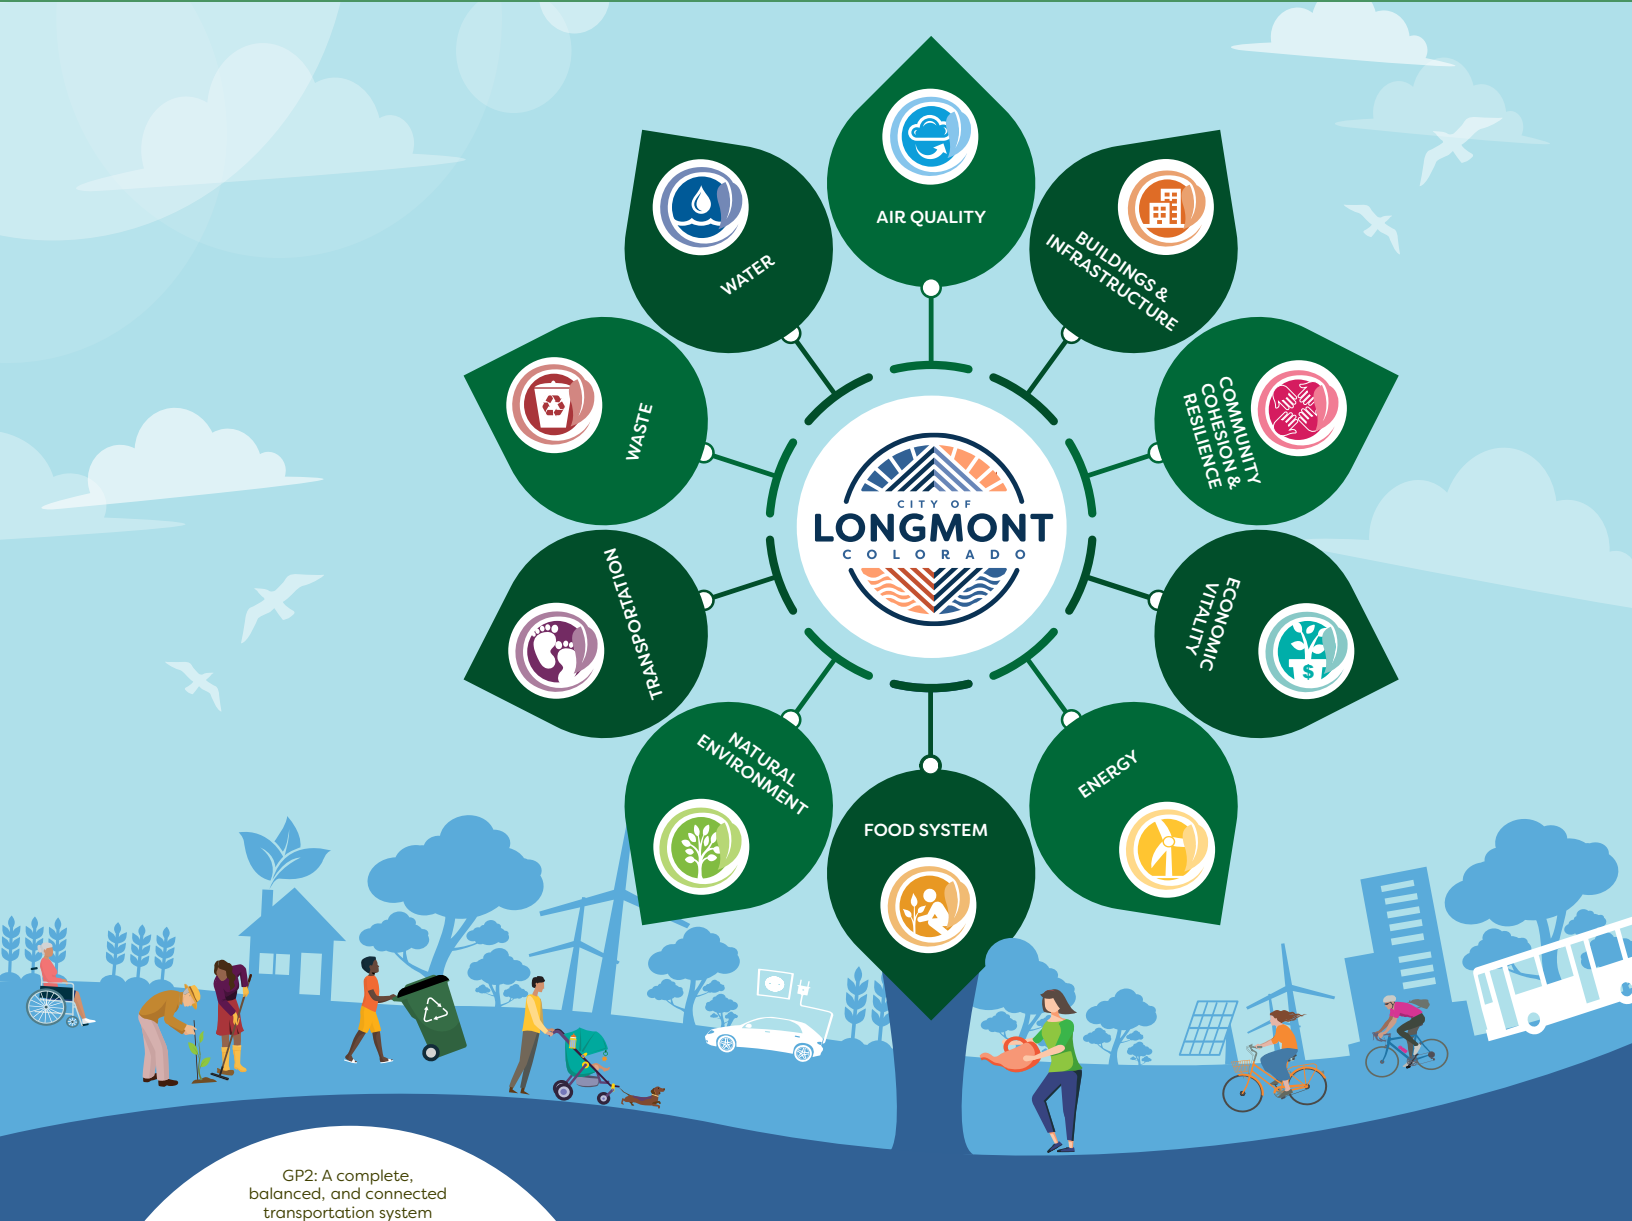 AIR QUALITY
BUILDINGS &
INFRASTRUCTURE
COMMUNITY
COHESION &
RESILIENCE
ECONOMIC
VITALITY
$
ENERGY
FOOD SYSTEM
NATURAL
ENVIRONMENT
TRANSPORTATION
WASTE
WATER
CITY OF
LONGMONT
COLORADO
GP2: A complete,
balanced, and connected
transportation system